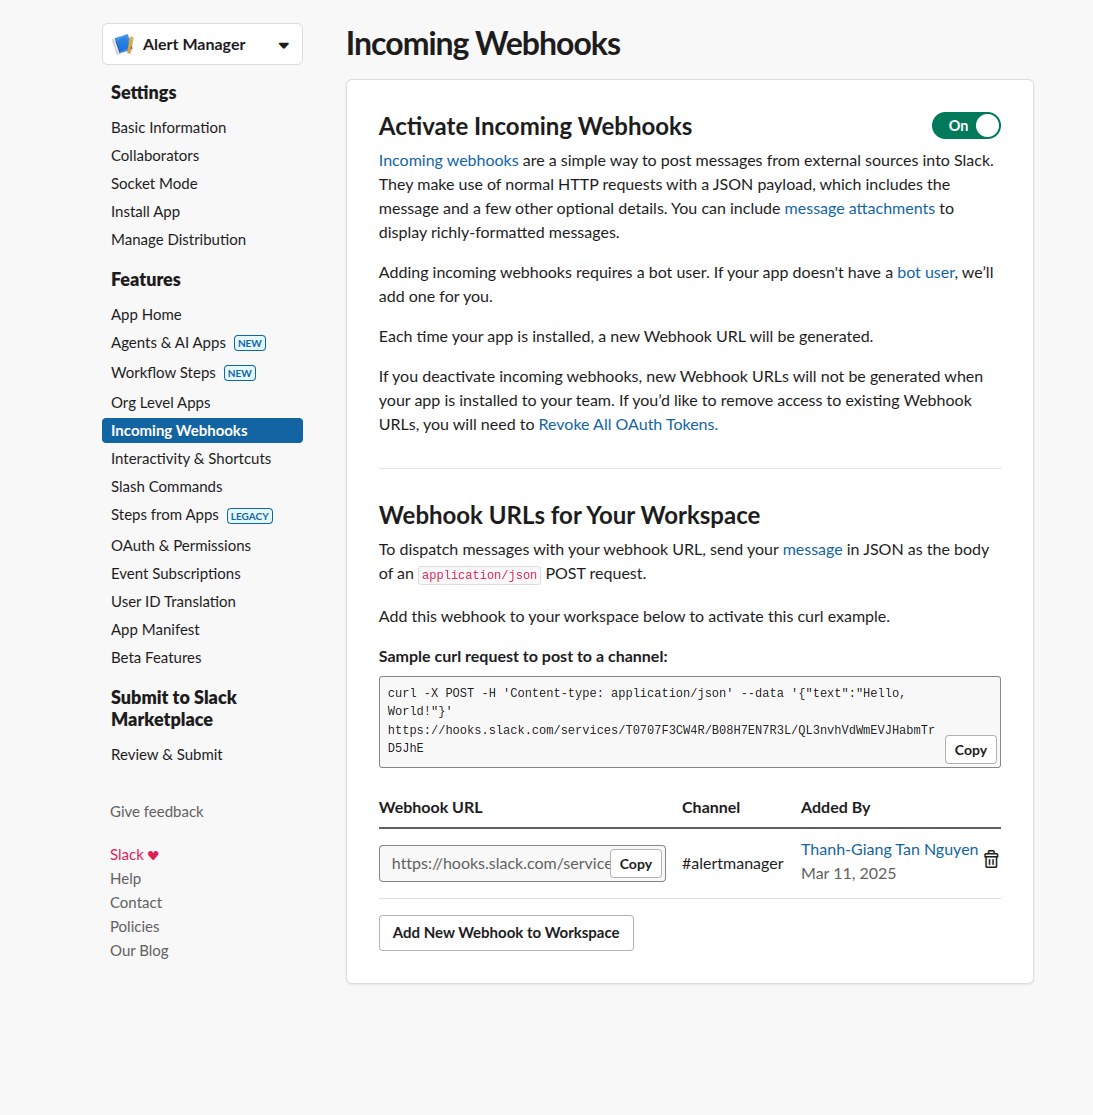 Alert Manager
Settings
Basic Information
Collaborators
Socket Mode
Install App
Manage Distribution
Features
App Home
Agents & AI Apps NEW
Workflow Steps NEW
Org Level Apps
Incoming Webhooks
Interactivity & Shortcuts
Slash Commands
Steps from Apps LEGACY
OAuth & Permissions
Event Subscriptions
User ID Translation
App Manifest
Beta Features
Submit to Slack
Marketplace
Review & Submit
Give feedback
Slack ♥
Help
Contact
Policies
Our Blog
Incoming Webhooks
Activate Incoming Webhooks
On
Incoming webhooks are a simple way to post messages from external sources into Slack.
They make use of normal HTTP requests with a JSON payload, which includes the
message and a few other optional details. You can include message attachments to
display richly-formatted messages.
Adding incoming webhooks requires a bot user. If your app doesn't have a bot user, we’ll
add one for you.
Each time your app is installed, a new Webhook URL will be generated.
If you deactivate incoming webhooks, new Webhook URLs will not be generated when
your app is installed to your team. If you’d like to remove access to existing Webhook
URLs, you will need to Revoke All OAuth Tokens.
Webhook URLs for Your Workspace
To dispatch messages with your webhook URL, send your message in JSON as the body
of an application/json POST request.
Add this webhook to your workspace below to activate this curl example.
Sample curl request to post to a channel:
curl -X POST -H 'Content-type: application/json' --data '{"text":"Hello,
World!"}'
https://hooks.slack.com/services/T0707F3CW4R/B08H7EN7R3L/QL3nvhVdWmEVJHabmTr
D5JhE
Copy
Webhook URL Channel Added By
https://hooks.slack.com/service Copy #alertmanager Thanh-Giang Tan Nguyen
Mar 11, 2025
Add New Webhook to Workspace